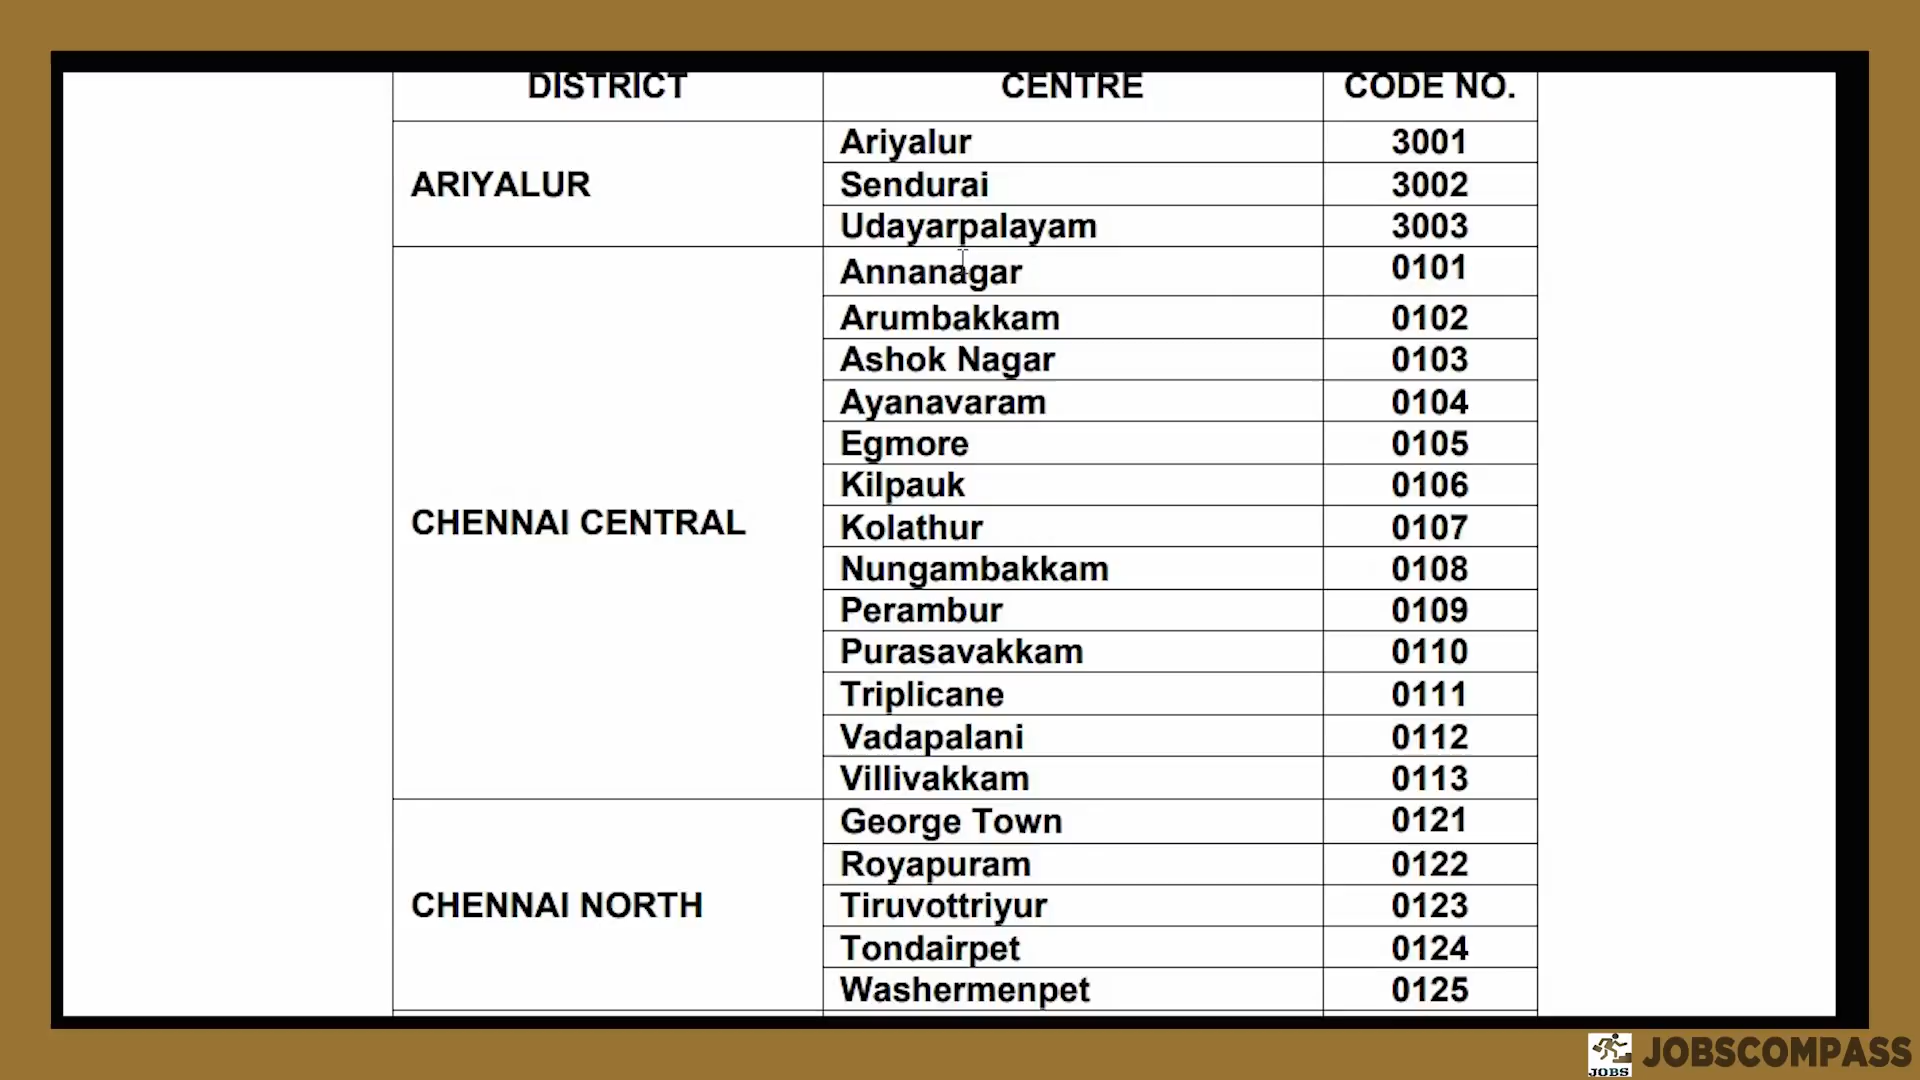 DISTRICT CENTRE CODE NO.
ARIYALUR
Ariyalur 3001
Sendurai 3002
Udayarpalayam 3003
CHENNAI CENTRAL
Annanagar 0101
Arumbakkam 0102
Ashok Nagar 0103
Ayanavaram 0104
Egmore 0105
Kilpauk 0106
Kolathur 0107
Nungambakkam 0108
Perambur 0109
Purasavakkam 0110
Triplicane 0111
Vadapalani 0112
Villivakkam 0113
CHENNAI NORTH
George Town 0121
Royapuram 0122
Tiruvottriyur 0123
Tondairpet 0124
Washermenpet 0125
JOBS JOBSCOMPASS